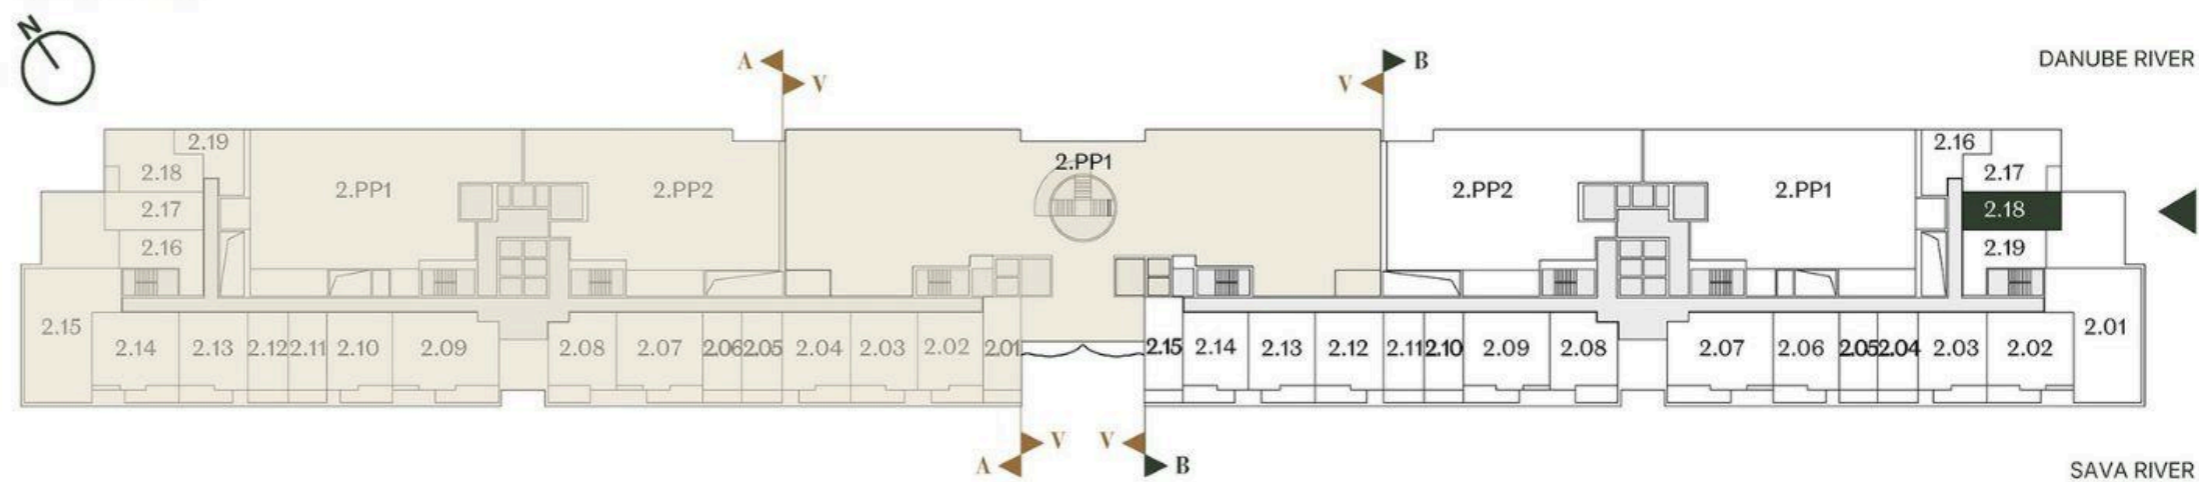 N
A
V
V
B
DANUBE RIVER
2.19
2.18
2.17
2.16
2.PP1
2.PP2
2.PP1
2.PP2
2.PP1
2.16
2.17
2.18
2.19
2.15
2.14
2.13
2.12
2.11
2.10
2.09
2.08
2.07
2.06
2.05
2.04
2.03
2.02
2.01
2.15
2.14
2.13
2.12
2.11
2.10
2.09
2.08
2.07
2.06
2.05
2.04
2.03
2.02
2.01
V
A
V
B
SAVA RIVER